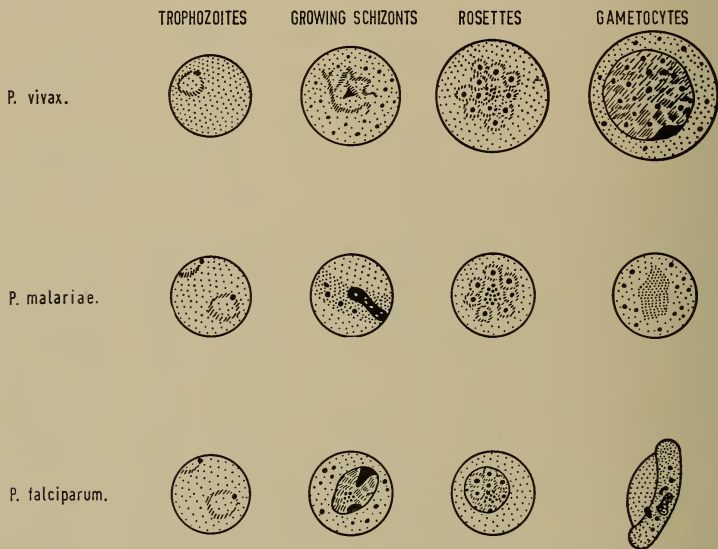 TROPHOZOITES GROWING SCHIZONTS ROSETTES GAMETOCYTES
P. vivax.
P. malariae.
P. falciparum.